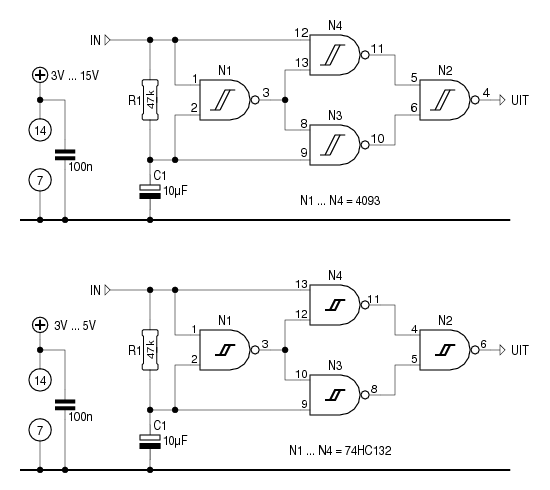 N4
IN
12
11
13
3V ... 15V
N1
N2
R1
47k
1
3
5
4
UIT
2
6
14
8
N3
10
9
100n
7
C1
10µF
N1 ... N4 = 4093
N4
IN
13
11
12
3V ... 5V
N1
N2
R1
47k
1
3
4
6
UIT
2
5
14
10
N3
8
9
100n
7
C1
10µF
N1 ... N4 = 74HC132